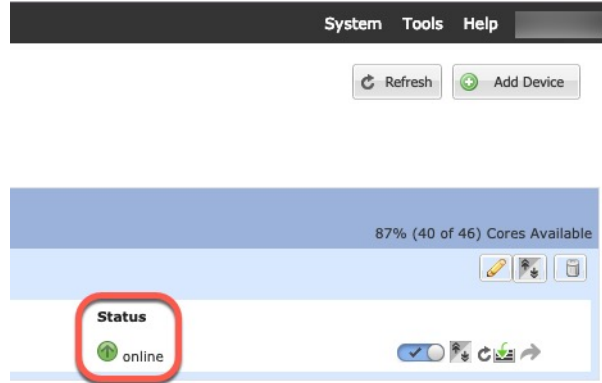 System Tools Help
Refresh Add Device
87% (40 of 46) Cores Available
Status
online